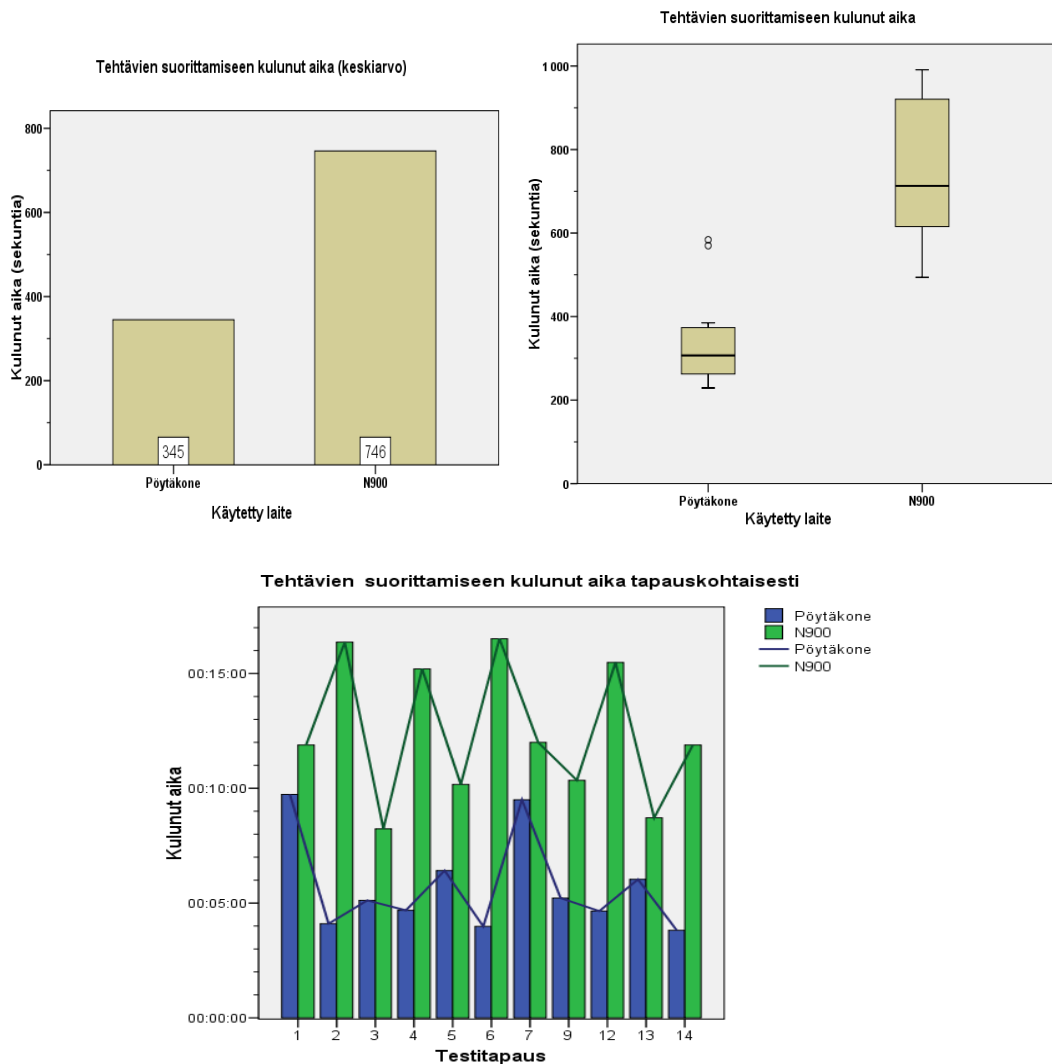 Tehtävien suorittamiseen kulunut aika (keskiarvo)
Kulunut aika (sekuntia)
800
600
400
200
0
345
746
Pöytäkone
N900
Käytetty laite
Tehtävien suorittamiseen kulunut aika
Kulunut aika (sekuntia)
1 000
800
600
400
200
0
Pöytäkone
N900
Käytetty laite
Tehtävien suorittamiseen kulunut aika tapauskohtaisesti
Pöytäkone
N900
Pöytäkone
N900
Kulunut aika
00:15:00
00:10:00
00:05:00
00:00:00
1 2 3 4 5 6 7 9 12 13 14
Testitapaus